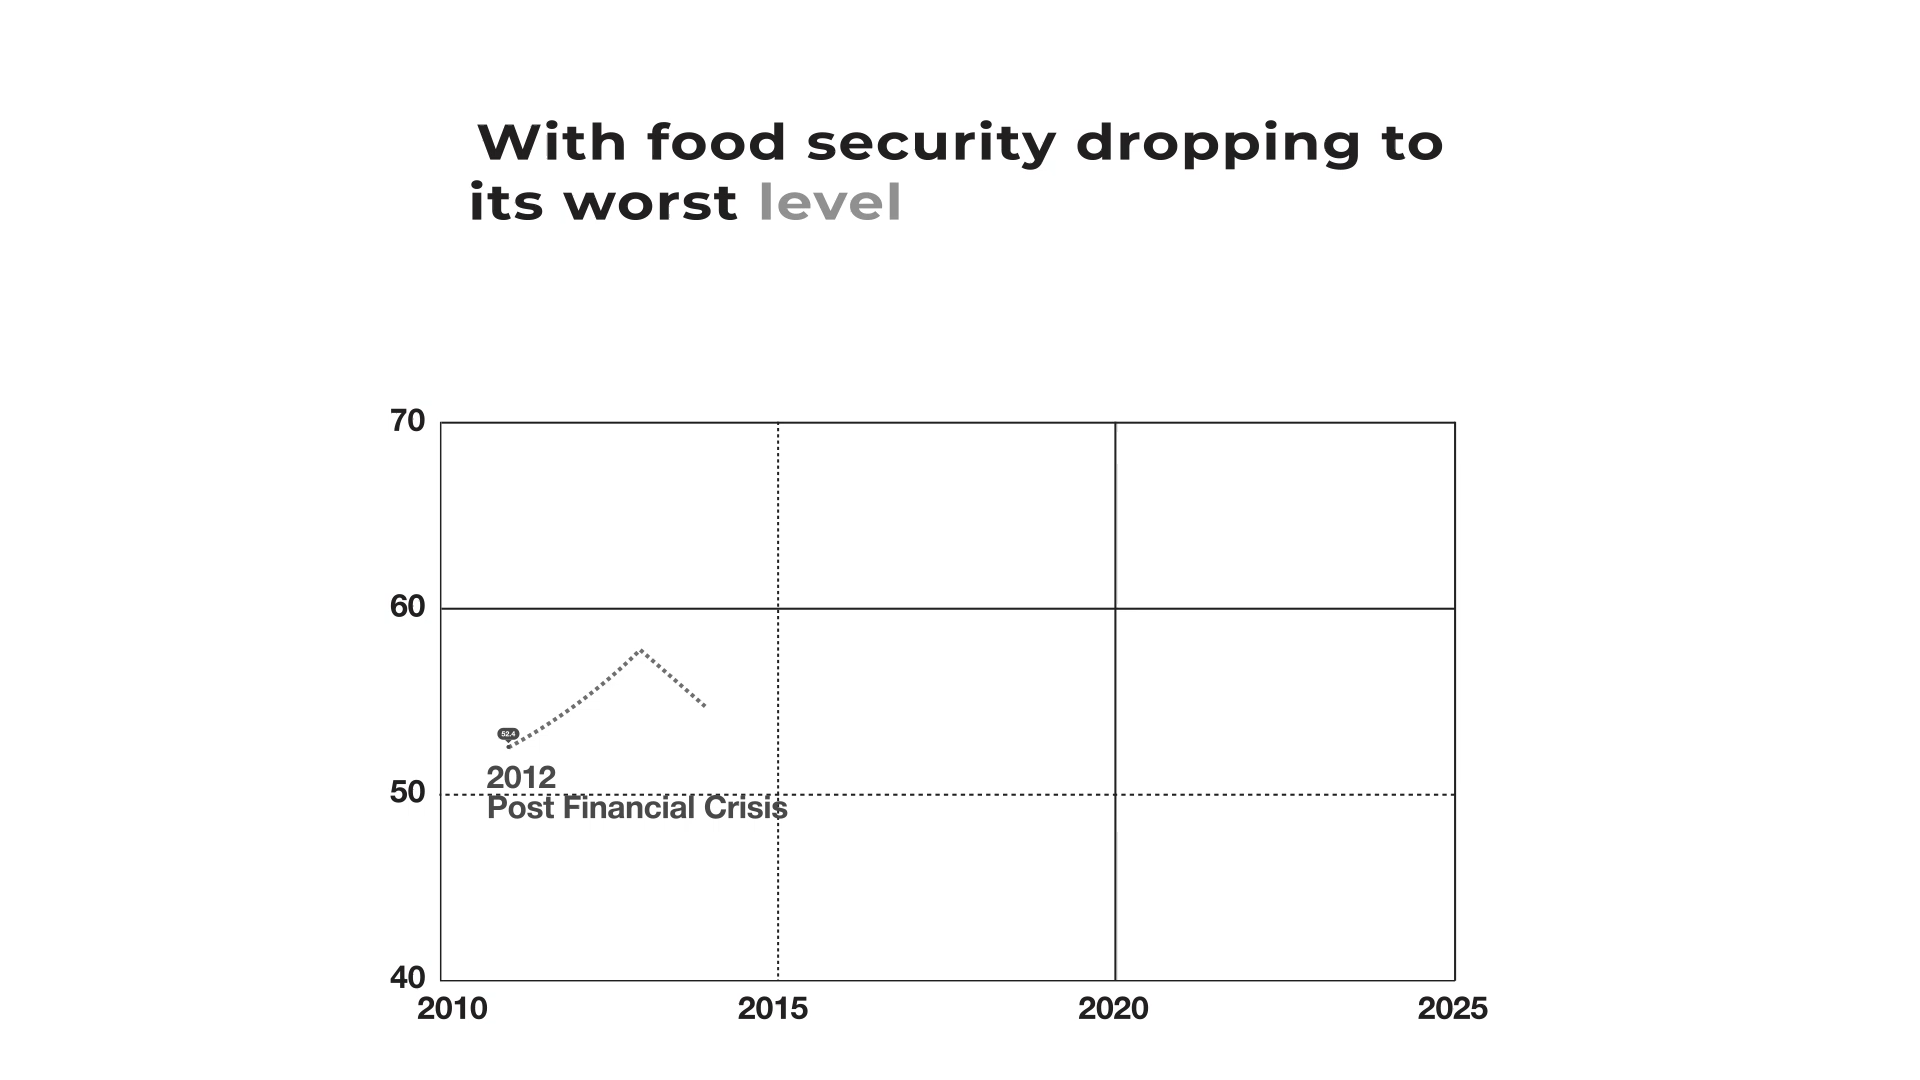 With food security dropping to
its worst level
70
60
52.4
2012
50
Post Financial Crisis
40
2010 2015 2020 2025